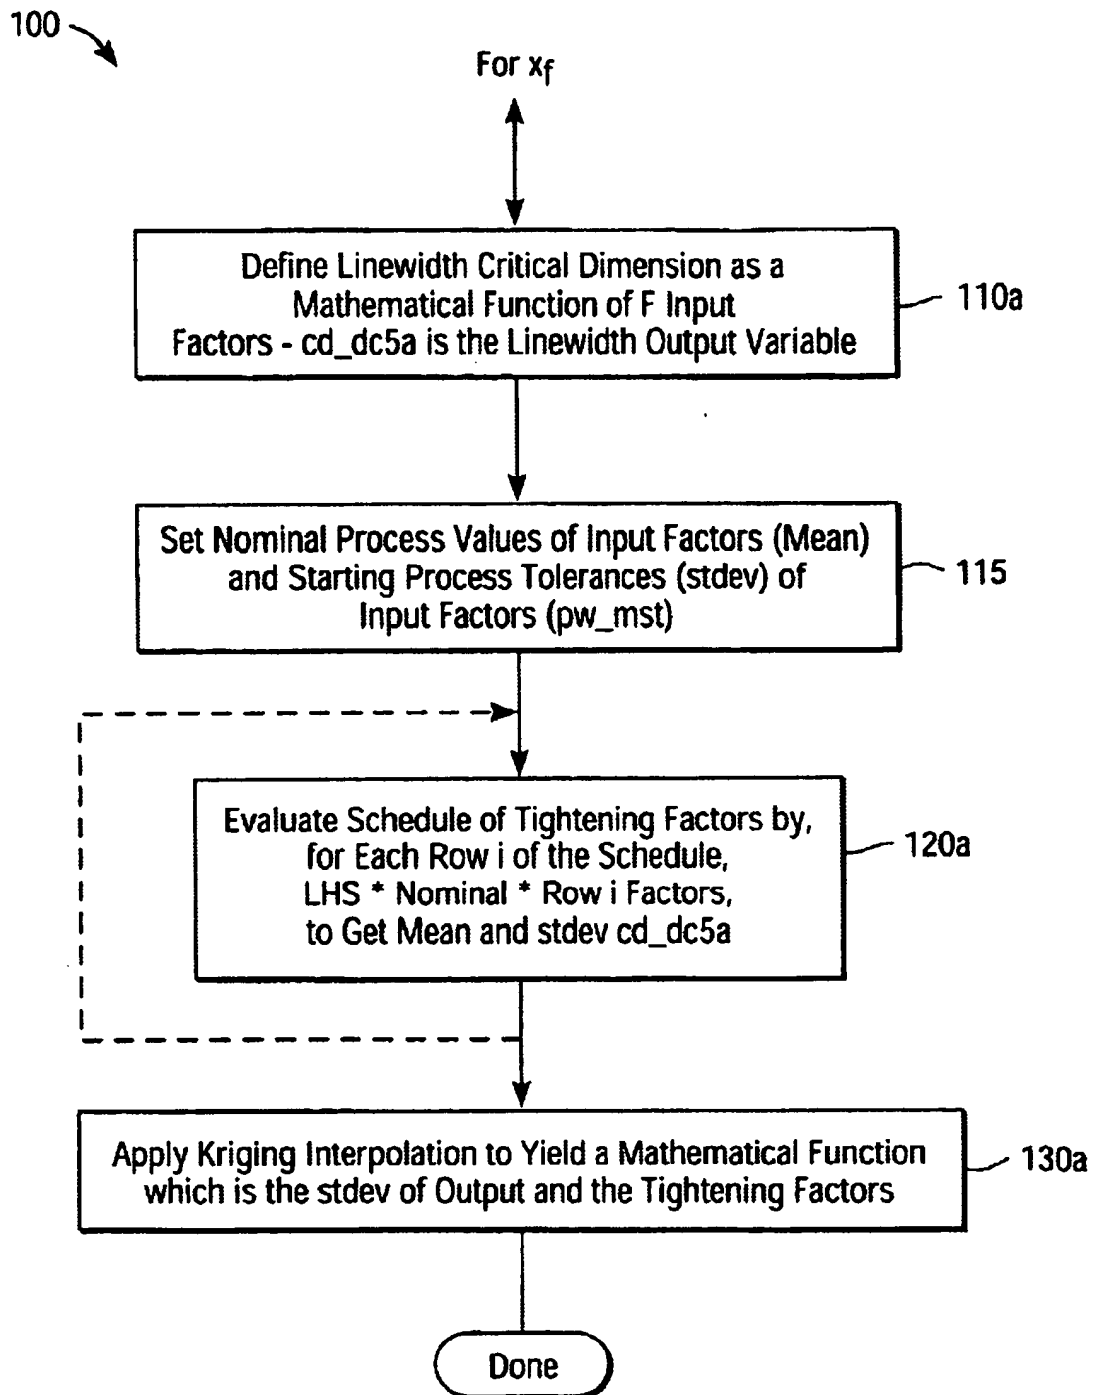 100
For xf
Define Linewidth Critical Dimension as a
Mathematical Function of F Input
Factors - cd_dc5a is the Linewidth Output Variable
110a
Set Nominal Process Values of Input Factors (Mean)
and Starting Process Tolerances (stdev) of
Input Factors (pw_mst)
115
Evaluate Schedule of Tightening Factors by,
for Each Row i of the Schedule,
LHS * Nominal * Row i Factors,
to Get Mean and stdev cd_dc5a
120a
Apply Kriging Interpolation to Yield a Mathematical Function
which is the stdev of Output and the Tightening Factors
130a
Done